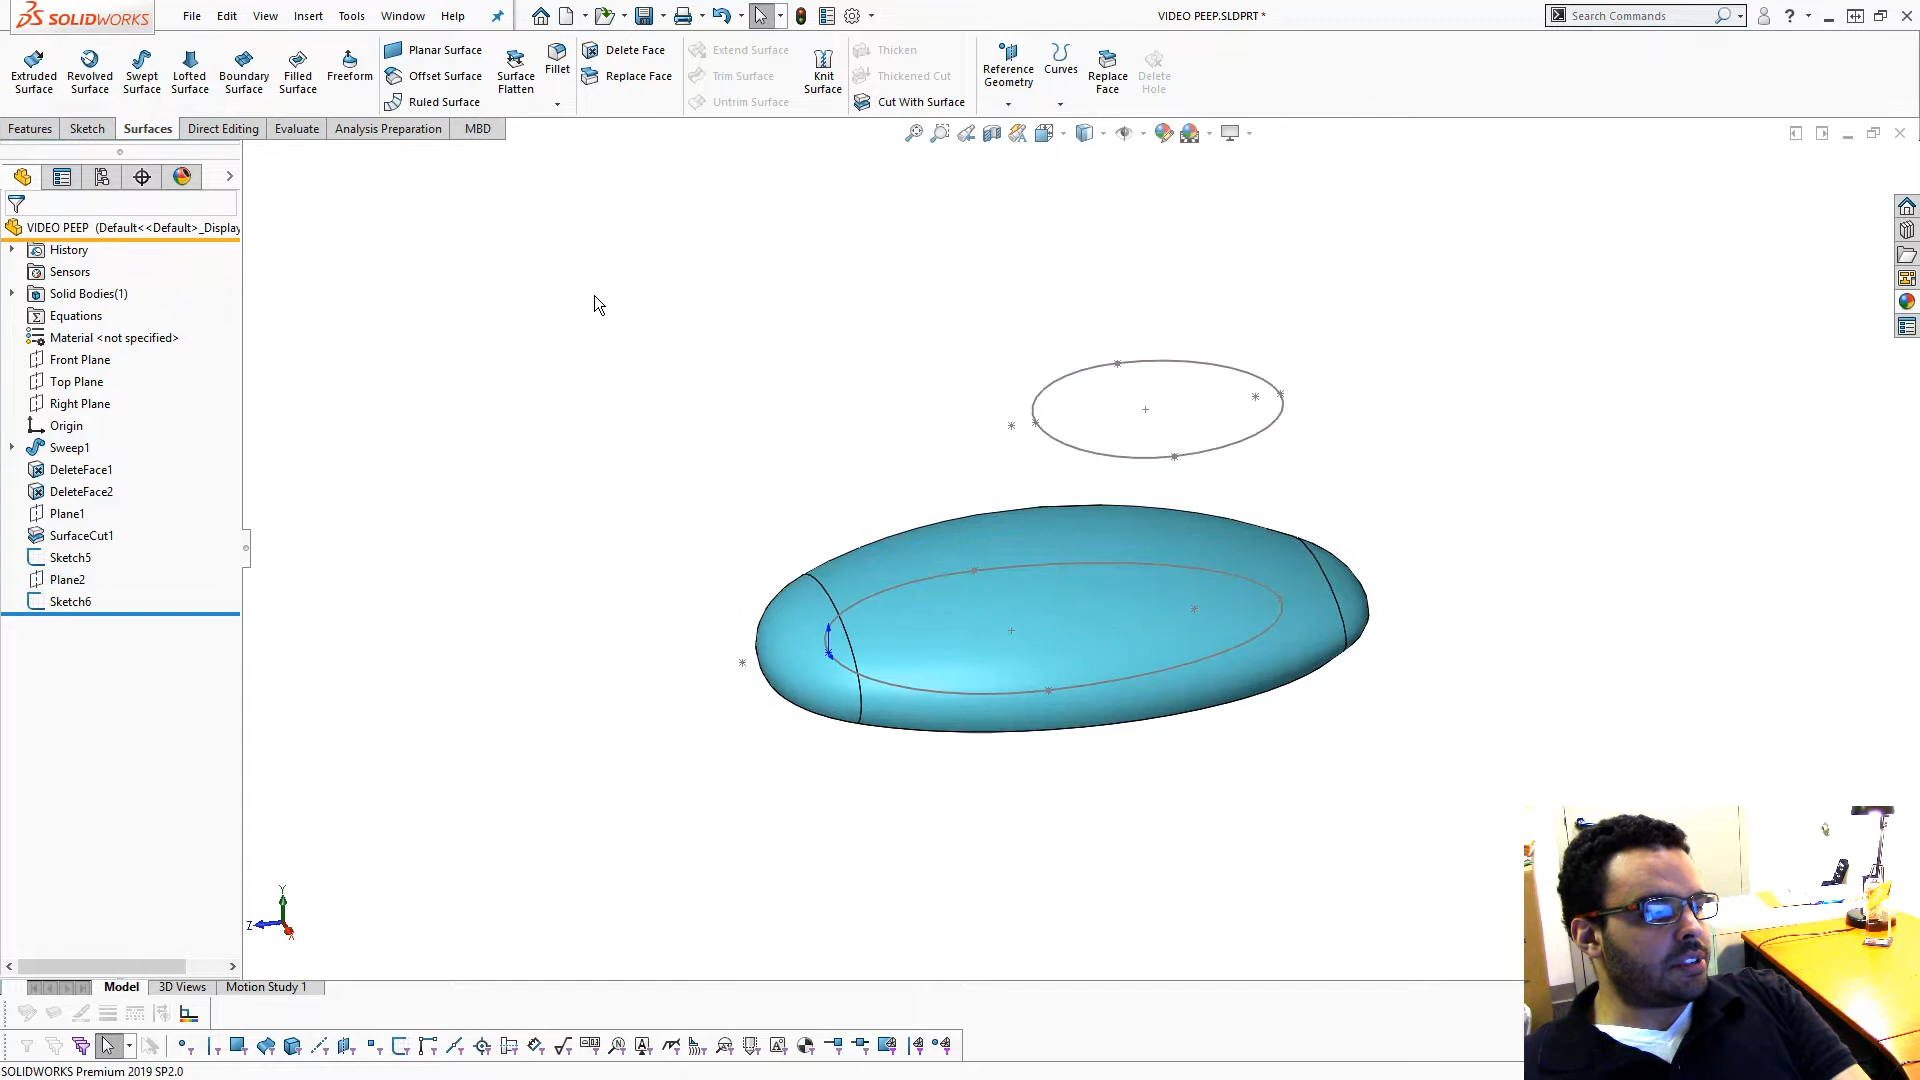 SOLIDWORKS
File Edit View Insert Tools Window Help
VIDEO PEEP.SLDPRT *
Search Commands
Extruded Surface
Revolved Surface
Swept Surface
Lofted Surface
Boundary Surface
Filled Surface
Freeform
Planar Surface
Offset Surface
Ruled Surface
Surface Flatten
Fillet
Delete Face
Replace Face
Extend Surface
Trim Surface
Untrim Surface
Knit Surface
Thicken
Thickened Cut
Cut With Surface
Reference Geometry
Curves
Replace Face
Delete Hole
Features Sketch Surfaces Direct Editing Evaluate Analysis Preparation MBD
VIDEO PEEP (Default<<Default>_Display
History
Sensors
Solid Bodies(1)
Equations
Material <not specified>
Front Plane
Top Plane
Right Plane
Origin
Sweep1
DeleteFace1
DeleteFace2
Plane1
SurfaceCut1
Sketch5
Plane2
Sketch6
Y
Z
X
Model 3D Views Motion Study 1
SOLIDWORKS Premium 2019 SP2.0